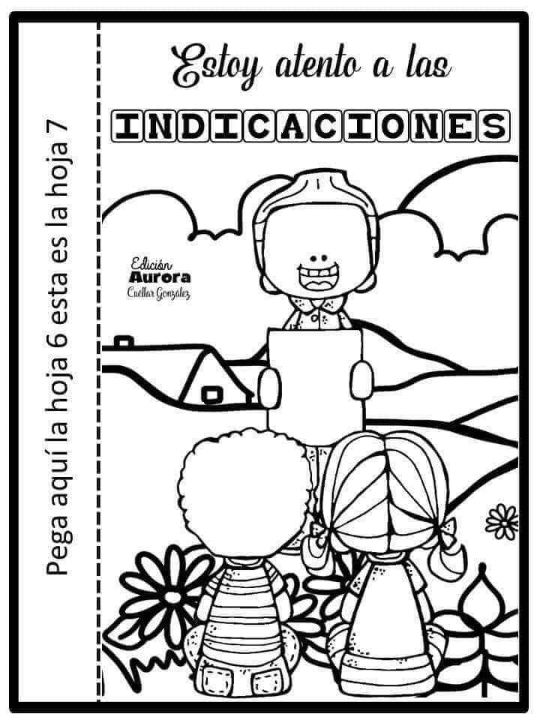 Estoy atento a las
INDICACIONES
Edición
Aurora
Cuéllar González
Pega aquí la hoja 6 esta es la hoja 7